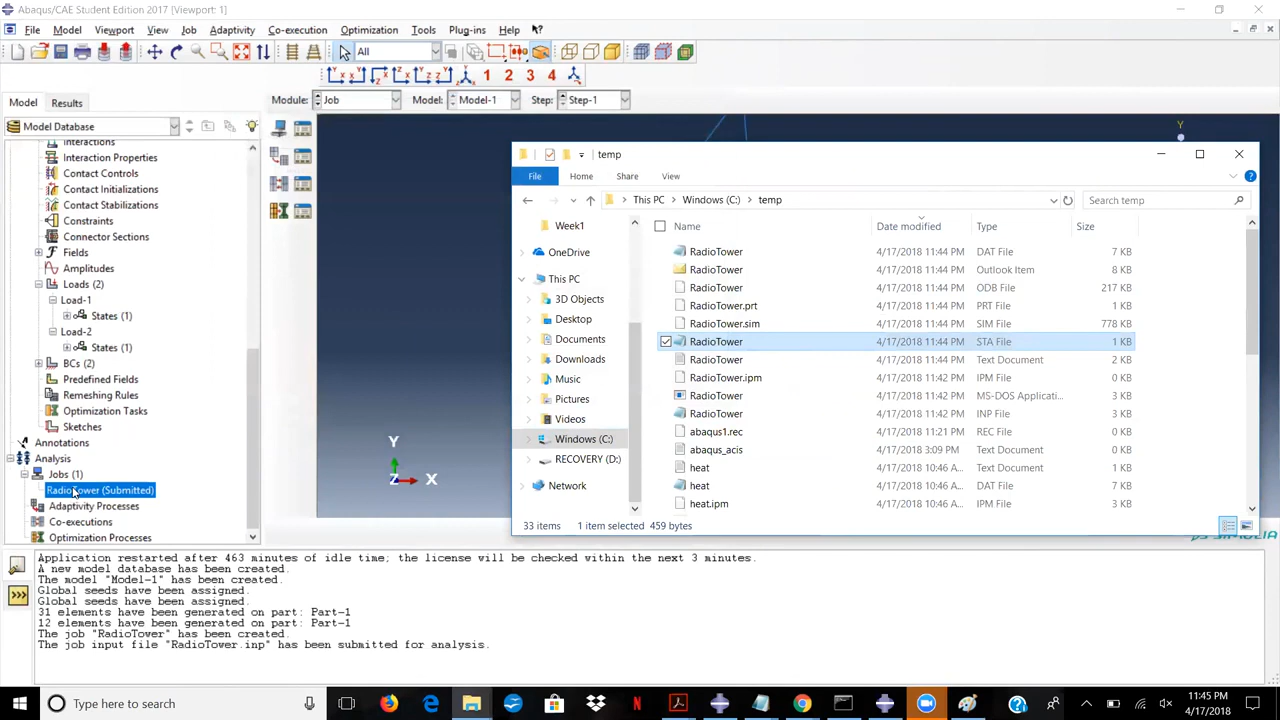 Abaqus/CAE Student Edition 2017 - [Viewport: 1]
File Model Viewport View Job Adaptivity Co-execution Optimization Tools Plug-ins Help
All
1 2 3 4
Model Results
Module: Job Model: Model-1 Step: Step-1
Model Database
Interactions
Interaction Properties
Contact Controls
Contact Initializations
Contact Stabilizations
Constraints
Connector Sections
Fields
Amplitudes
Loads (2)
Load-1
States (1)
Load-2
States (1)
BCs (2)
Predefined Fields
Remeshing Rules
Optimization Tasks
Sketches
Annotations
Analysis
Jobs (1)
RadioTower (Submitted)
Adaptivity Processes
Co-executions
Optimization Processes
Y
Y
Z X
temp
File Home Share View
This PC Windows (C:) temp
Search temp
Week1
OneDrive
This PC
3D Objects
Desktop
Documents
Downloads
Music
Pictures
Videos
Windows (C:)
RECOVERY (D:)
Network
Name Date modified Type Size
RadioTower 4/17/2018 11:44 PM DAT File 7 KB
RadioTower 4/17/2018 11:44 PM Outlook Item 8 KB
RadioTower 4/17/2018 11:44 PM ODB File 217 KB
RadioTower.prt 4/17/2018 11:44 PM PRT File 1 KB
RadioTower.sim 4/17/2018 11:44 PM SIM File 778 KB
RadioTower 4/17/2018 11:44 PM STA File 1 KB
RadioTower 4/17/2018 11:44 PM Text Document 2 KB
RadioTower.ipm 4/17/2018 11:42 PM IPM File 3 KB
RadioTower 4/17/2018 11:42 PM MS-DOS Applicati... 3 KB
RadioTower 4/17/2018 11:42 PM INP File 3 KB
abaqus1.rec 4/17/2018 11:21 PM REC File 2 KB
abaqus_acis 4/17/2018 3:09 PM Text Document 0 KB
heat 4/17/2018 10:46 A... Text Document 1 KB
heat 4/17/2018 10:46 A... DAT File 7 KB
heat.ipm 4/17/2018 10:46 A... IPM File 3 KB
33 items 1 item selected 459 bytes
SIMULIA
Application restarted after 463 minutes of idle time; the license will be checked within the next 3 minutes.
A new model database has been created.
The model "Model-1" has been created.
Global seeds have been assigned.
Global seeds have been assigned.
31 elements have been generated on part: Part-1
12 elements have been generated on part: Part-1
The job "RadioTower" has been created.
The job input file "RadioTower.inp" has been submitted for analysis.
>>>
Type here to search
11:45 PM
4/17/2018